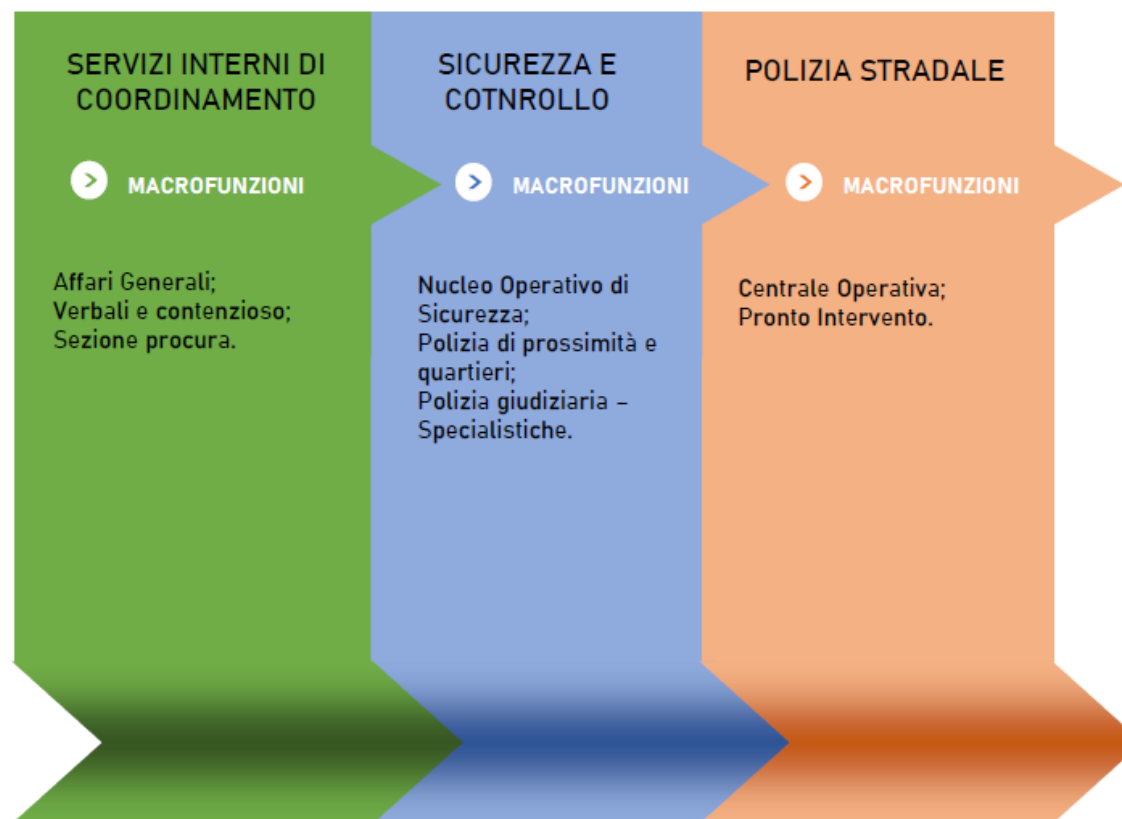 SERVIZI INTERNI DI
COORDINAMENTO
MACROFUNZIONI
Affari Generali;
Verbali e contenzioso;
Sezione procura.
SICUREZZA E
COTNROLLO
MACROFUNZIONI
Nucleo Operativo di
Sicurezza;
Polizia di prossimità e
quartieri;
Polizia giudiziaria –
Specialistiche.
POLIZIA STRADALE
MACROFUNZIONI
Centrale Operativa;
Pronto Intervento.